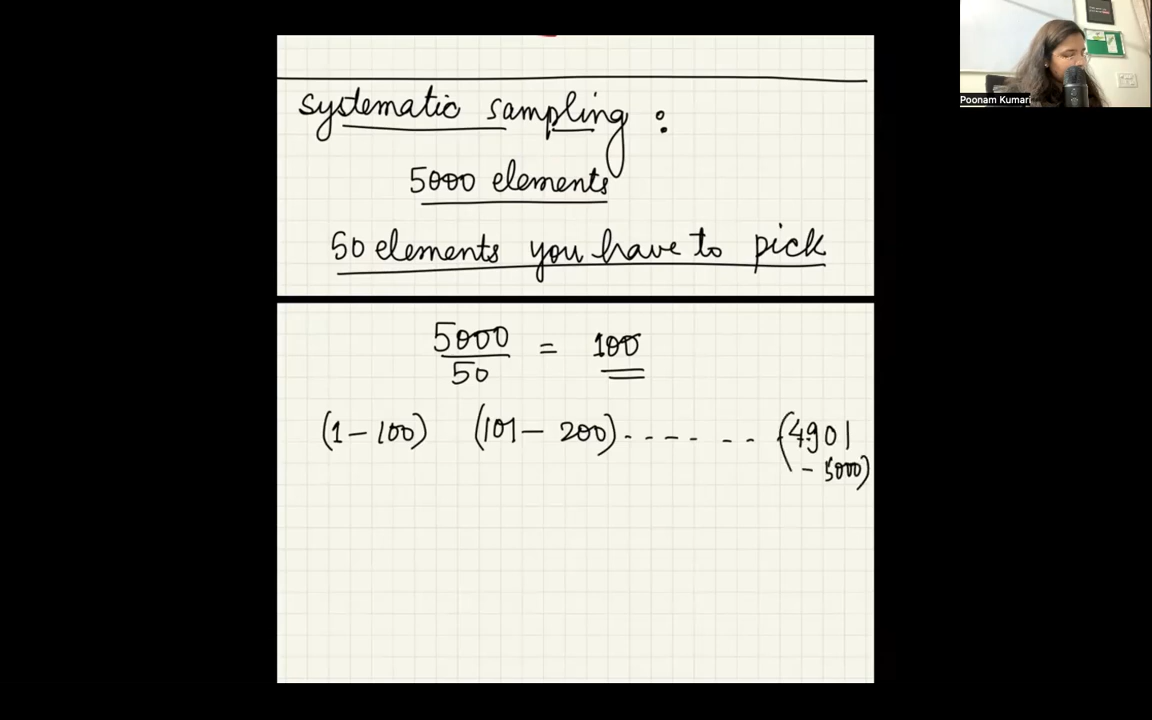 systematic sampling :
5000 elements
50 elements you have to pick
5000
50
= 100
(1 - 100) (101 - 200) - - - - - - - (4901
- 5000)
Poonam Kumari